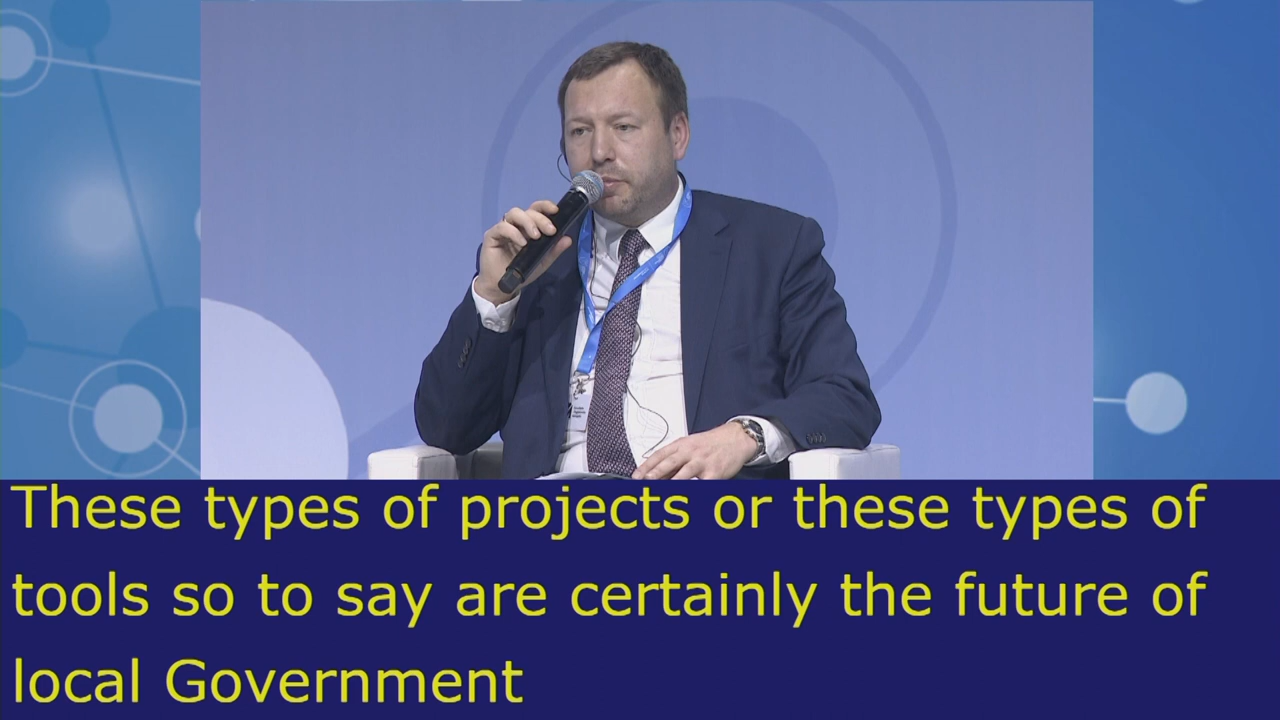 These types of projects or these types of
tools so to say are certainly the future of
local Government